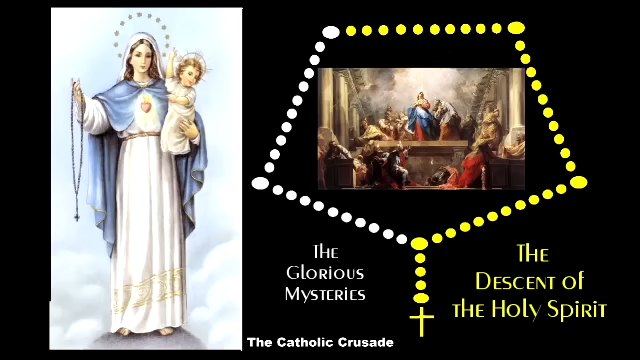 The
Glorious
Mysteries
The
Descent of
the Holy Spirit
The Catholic Crusade